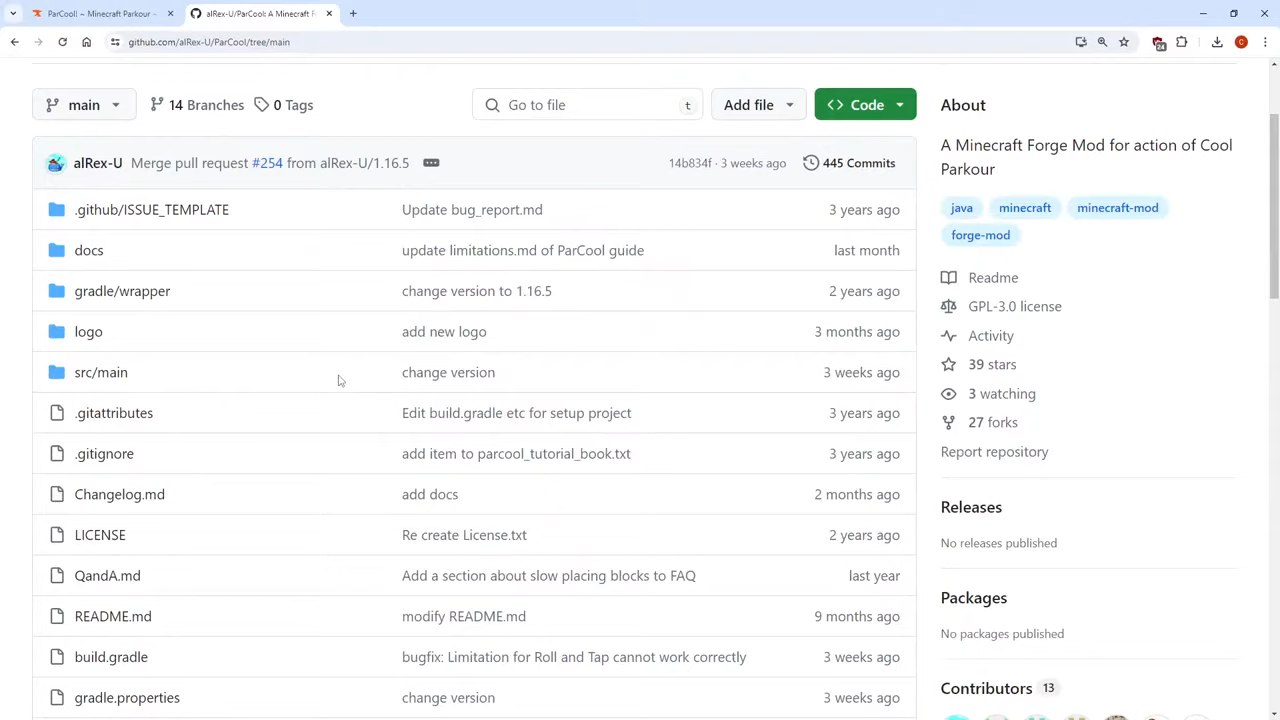 ParCool! ~ Minecraft Parkour ~
alRex-U/ParCool: A Minecraft F
github.com/alRex-U/ParCool/tree/main
24
C
main
14 Branches
0 Tags
Go to file
t
Add file
Code
alRex-U Merge pull request #254 from alRex-U/1.16.5
14b834f · 3 weeks ago
445 Commits
.github/ISSUE_TEMPLATE Update bug_report.md 3 years ago
docs update limitations.md of ParCool guide last month
gradle/wrapper change version to 1.16.5 2 years ago
logo add new logo 3 months ago
src/main change version 3 weeks ago
.gitattributes Edit build.gradle etc for setup project 3 years ago
.gitignore add item to parcool_tutorial_book.txt 3 years ago
Changelog.md add docs 2 months ago
LICENSE Re create License.txt 2 years ago
QandA.md Add a section about slow placing blocks to FAQ last year
README.md modify README.md 9 months ago
build.gradle bugfix: Limitation for Roll and Tap cannot work correctly 3 weeks ago
gradle.properties change version 3 weeks ago
About
A Minecraft Forge Mod for action of Cool
Parkour
java minecraft minecraft-mod
forge-mod
Readme
GPL-3.0 license
Activity
39 stars
3 watching
27 forks
Report repository
Releases
No releases published
Packages
No packages published
Contributors 13